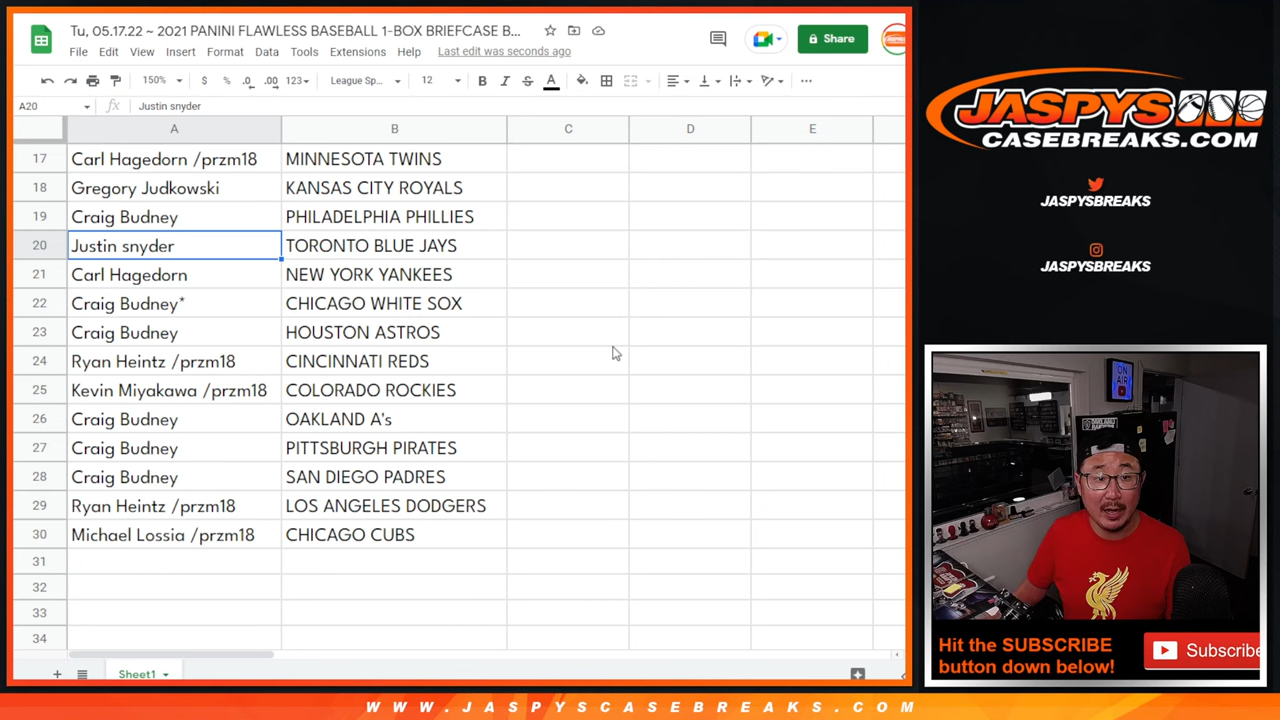 Tu, 05.17.22 ~ 2021 PANINI FLAWLESS BASEBALL 1-BOX BRIEFCASE B...
File Edit View Insert Format Data Tools Extensions Help Last edit was seconds ago
Share
150% $ % .0 .00 123 League Sp... 12 B I S A
A20 fx Justin snyder
A B C D E
17 Carl Hagedorn /przm18 MINNESOTA TWINS
18 Gregory Judkowski KANSAS CITY ROYALS
19 Craig Budney PHILADELPHIA PHILLIES
20 Justin snyder TORONTO BLUE JAYS
21 Carl Hagedorn NEW YORK YANKEES
22 Craig Budney* CHICAGO WHITE SOX
23 Craig Budney HOUSTON ASTROS
24 Ryan Heintz /przm18 CINCINNATI REDS
25 Kevin Miyakawa /przm18 COLORADO ROCKIES
26 Craig Budney OAKLAND A's
27 Craig Budney PITTSBURGH PIRATES
28 Craig Budney SAN DIEGO PADRES
29 Ryan Heintz /przm18 LOS ANGELES DODGERS
30 Michael Lossia /przm18 CHICAGO CUBS
31
32
33
34
Sheet1
JASPYS
CASEBREAKS.COM
JASPYSBREAKS
JASPYSBREAKS
ON
AIR
Hit the SUBSCRIBE
button down below!
Subscribe
WWW.JASPYSCASEBREAKS.COM